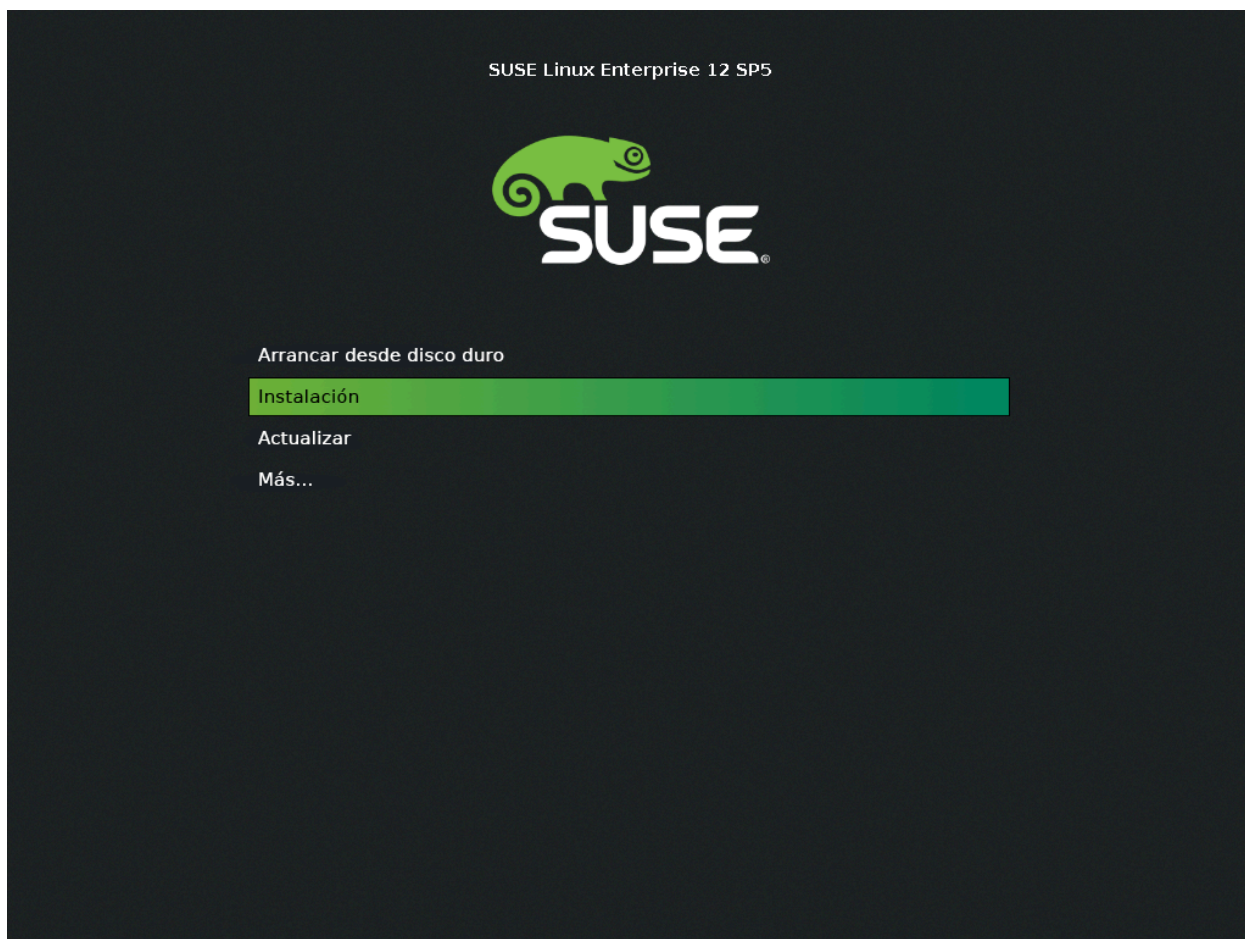 SUSE Linux Enterprise 12 SP5
SUSE®
Arrancar desde disco duro
Instalación
Actualizar
Más...